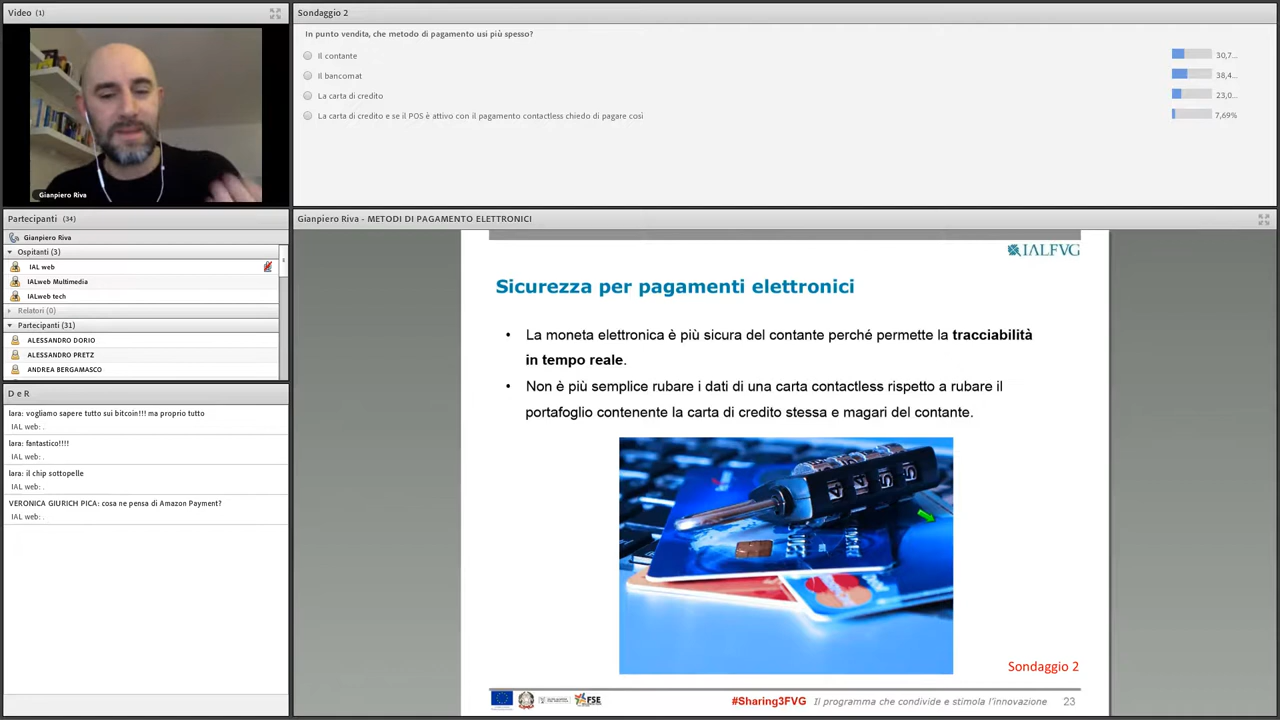 Video (1)
Gianpiero Riva
Partecipanti (34)
Gianpiero Riva
Ospitanti (3)
IAL web
IALweb Multimedia
IALweb tech
Relatori (0)
Partecipanti (31)
ALESSANDRO DORIO
ALESSANDRO PRETZ
ANDREA BERGAMASCO
D e R
lara: vogliamo sapere tutto sui bitcoin!!! ma proprio tutto
IAL web: .
lara: fantastico!!!!
IAL web: .
lara: il chip sottopelle
IAL web: .
VERONICA GIURICH PICA: cosa ne pensa di Amazon Payment?
IAL web: .
Sondaggio 2
In punto vendita, che metodo di pagamento usi più spesso?
Il contante 30,7...
Il bancomat 38,4...
La carta di credito 23,0...
La carta di credito e se il POS è attivo con il pagamento contactless chiedo di pagare così 7,69%
Gianpiero Riva - METODI DI PAGAMENTO ELETTRONICI
IALFVG
Sicurezza per pagamenti elettronici
• La moneta elettronica è più sicura del contante perché permette la tracciabilità
in tempo reale.
• Non è più semplice rubare i dati di una carta contactless rispetto a rubare il
portafoglio contenente la carta di credito stessa e magari del contante.
Sondaggio 2
FSE
#Sharing3FVG Il programma che condivide e stimola l'innovazione 23